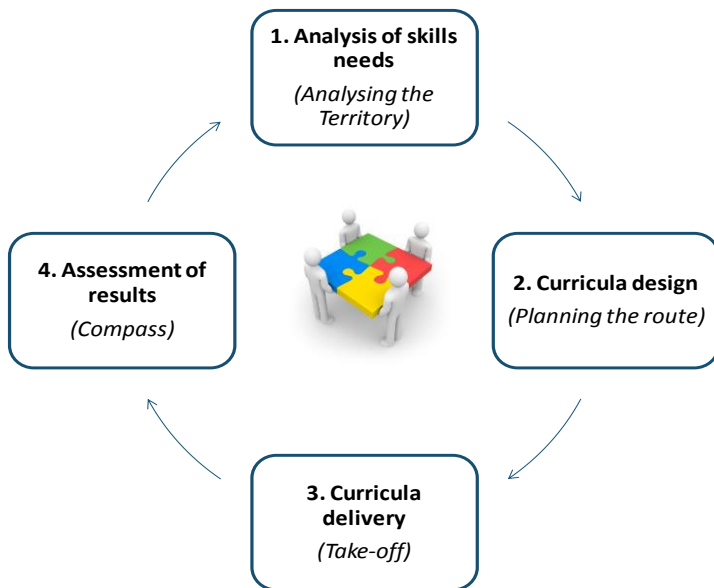 1. Analysis of skills
needs
(Analysing the
Territory)
2. Curricula design
(Planning the route)
3. Curricula
delivery
(Take-off)
4. Assessment of
results
(Compass)